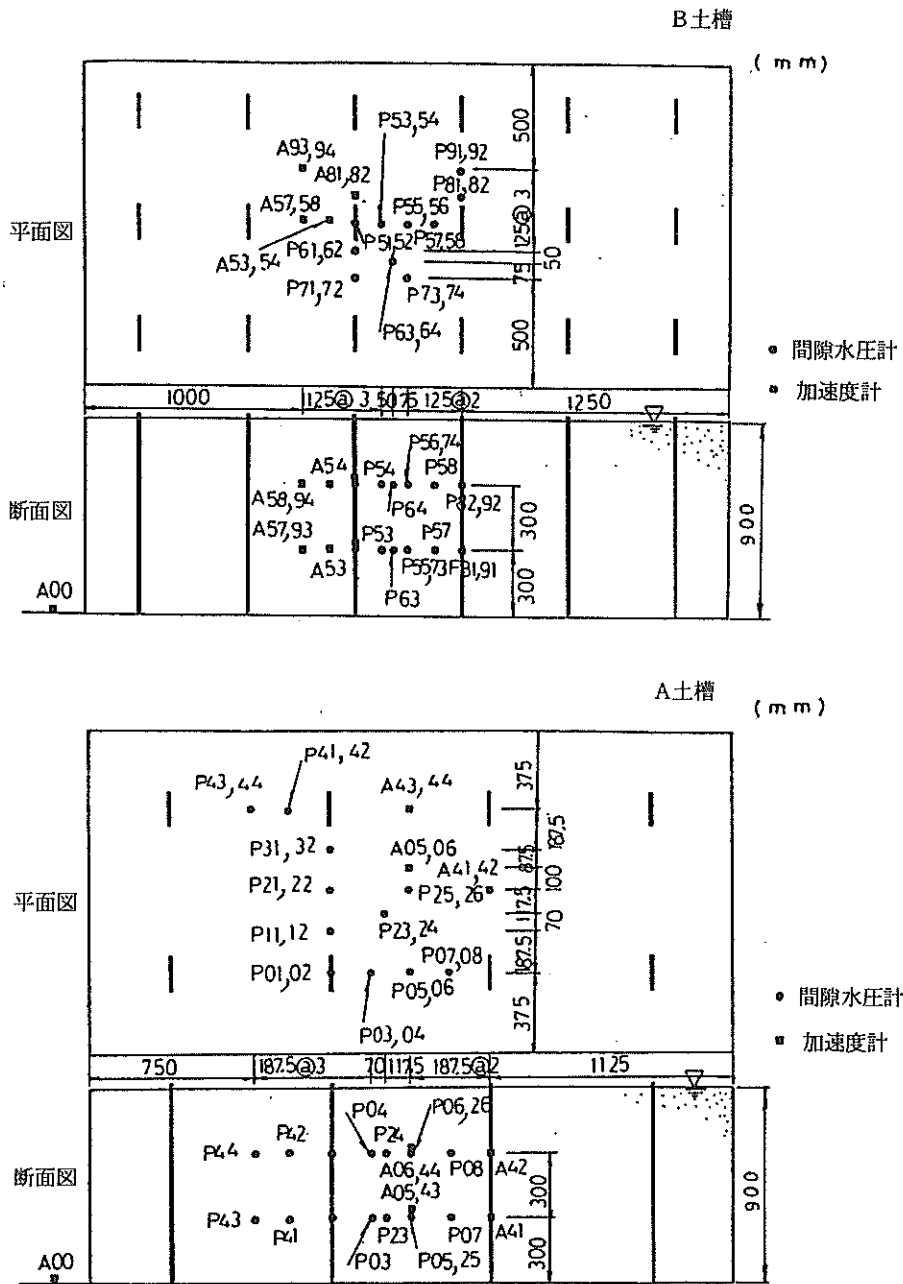 B土槽
(mm)
P53,54
A93,94
P91,92
500
A81,82
P81,82
A57,58
P55,56
125@3
平面図
P61,62
P51,52
P57,58
A53,54
50
75
P71,72
P73,74
P63,64
500
間隙水圧計
加速度計
1000
125@3
50
75
125@2
1250
P56,74
A54
P54
P58
A58,94
P64
P82,92
断面図
A57,93
P53
P57
300
900
A53
P55,73
P81,91
A00
P63
300
A土槽
(mm)
P41,42
P43,44
A43,44
375
P31,32
A05,06
187.5
87.5
A41,42
P21,22
P25,26
100
平面図
117.5
P23,24
70
P11,12
P07,08
187.5
P01,02
P05,06
375
P03,04
間隙水圧計
加速度計
750
187.5@3
70
117.5
187.5@2
1125
P04
P06,26
P42
P24
P44
A06,44
P08
A42
断面図
A05,43
300
900
P43
P41
P23
P07
A41
A00
P03
P05,25
300